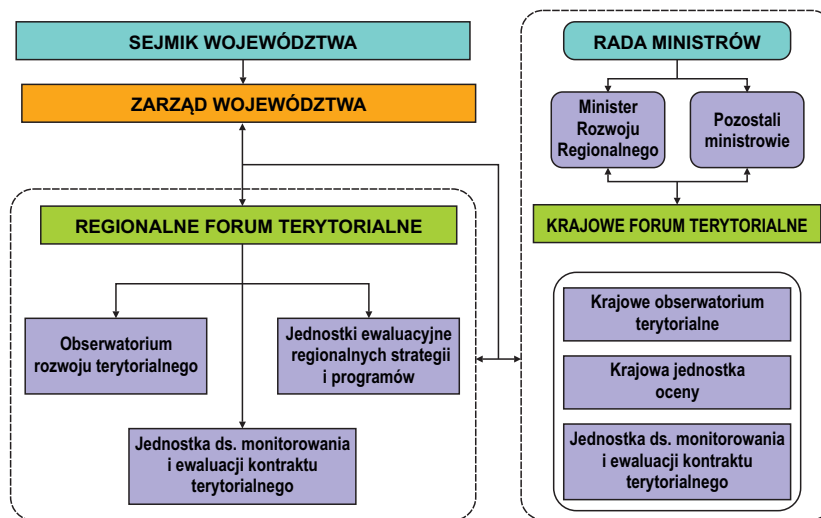 SEJMIK WOJEWÓDZTWA
ZARZĄD WOJEWÓDZTWA
REGIONALNE FORUM TERYTORIALNE
Obserwatorium
rozwoju terytorialnego
Jednostki ewaluacyjne
regionalnych strategii
i programów
Jednostka ds. monitorowania
i ewaluacji kontraktu
terytorialnego
RADA MINISTRÓW
Minister
Rozwoju
Regionalnego
Pozostali
ministrowie
KRAJOWE FORUM TERYTORIALNE
Krajowe obserwatorium
terytorialne
Krajowa jednostka
oceny
Jednostka ds. monitorowania
i ewaluacji kontraktu
terytorialnego